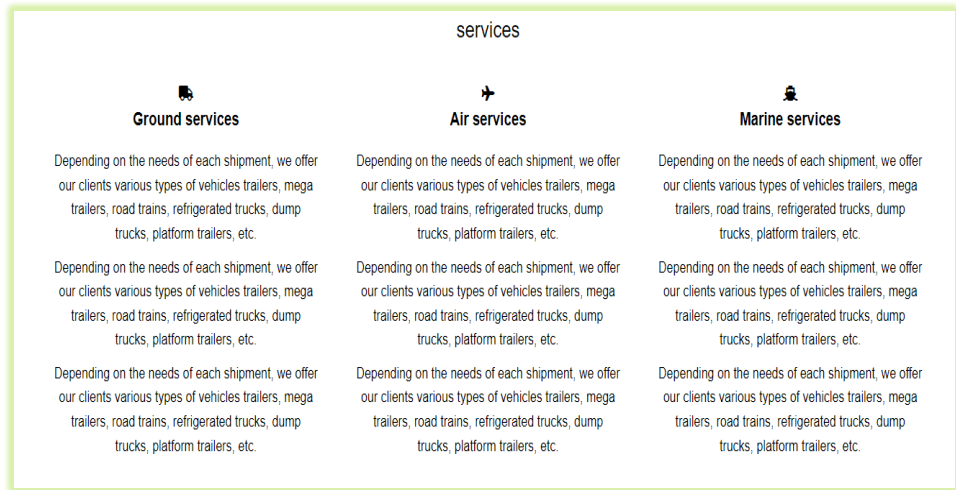 services
Ground services
Depending on the needs of each shipment, we offer
our clients various types of vehicles trailers, mega
trailers, road trains, refrigerated trucks, dump
trucks, platform trailers, etc.
Depending on the needs of each shipment, we offer
our clients various types of vehicles trailers, mega
trailers, road trains, refrigerated trucks, dump
trucks, platform trailers, etc.
Depending on the needs of each shipment, we offer
our clients various types of vehicles trailers, mega
trailers, road trains, refrigerated trucks, dump
trucks, platform trailers, etc.
Air services
Depending on the needs of each shipment, we offer
our clients various types of vehicles trailers, mega
trailers, road trains, refrigerated trucks, dump
trucks, platform trailers, etc.
Depending on the needs of each shipment, we offer
our clients various types of vehicles trailers, mega
trailers, road trains, refrigerated trucks, dump
trucks, platform trailers, etc.
Depending on the needs of each shipment, we offer
our clients various types of vehicles trailers, mega
trailers, road trains, refrigerated trucks, dump
trucks, platform trailers, etc.
Marine services
Depending on the needs of each shipment, we offer
our clients various types of vehicles trailers, mega
trailers, road trains, refrigerated trucks, dump
trucks, platform trailers, etc.
Depending on the needs of each shipment, we offer
our clients various types of vehicles trailers, mega
trailers, road trains, refrigerated trucks, dump
trucks, platform trailers, etc.
Depending on the needs of each shipment, we offer
our clients various types of vehicles trailers, mega
trailers, road trains, refrigerated trucks, dump
trucks, platform trailers, etc.